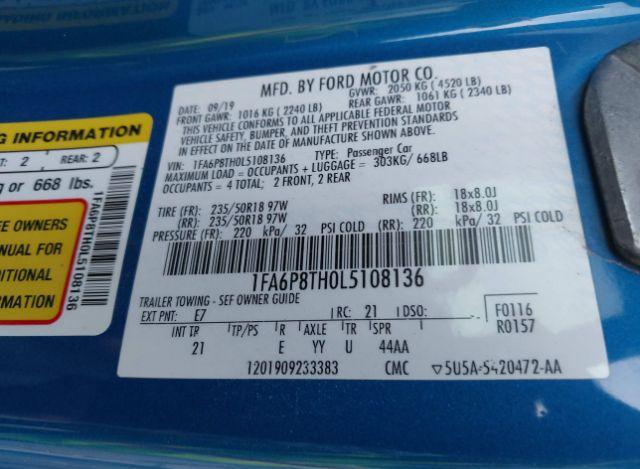 MFD. BY FORD MOTOR CO.
DATE: 09/19 GVWR: 2050 KG ( 4520 LB)
FRONT GAWR: 1016 KG ( 2240 LB) REAR GAWR: 1061 KG ( 2340 LB)
THIS VEHICLE CONFORMS TO ALL APPLICABLE FEDERAL MOTOR
VEHICLE SAFETY, BUMPER, AND THEFT PREVENTION STANDARDS
IN EFFECT ON THE DATE OF MANUFACTURE SHOWN ABOVE.
VIN: 1FA6P8TH0L5108136 TYPE: Passenger Car
MAXIMUM LOAD = OCCUPANTS + LUGGAGE = 303KG/ 668LB
OCCUPANTS = 4 TOTAL; 2 FRONT, 2 REAR
TIRE (FR): 235/50R18 97W RIMS (FR): 18x8.0J
(RR): 235/50R18 97W (RR): 18x8.0J
PRESSURE (FR): 220 kPa/ 32 PSI COLD (RR): 220 kPa/ 32 PSI COLD
1FA6P8TH0L5108136
TRAILER TOWING - SEE OWNER GUIDE
EXT PNT: E7 RC: 21 DSO: F0116
R0157
INT TR TP/PS R AXLE TR SPR
21 E YY U 44AA
1201909233383 CMC ▽5U5A-5420472-AA
INFORMATION
2 REAR: 2
or 668 lbs.
OWNERS
MANUAL FOR
INFORMATION
1FA6P8TH0L5108136
LOADING INFORMATION